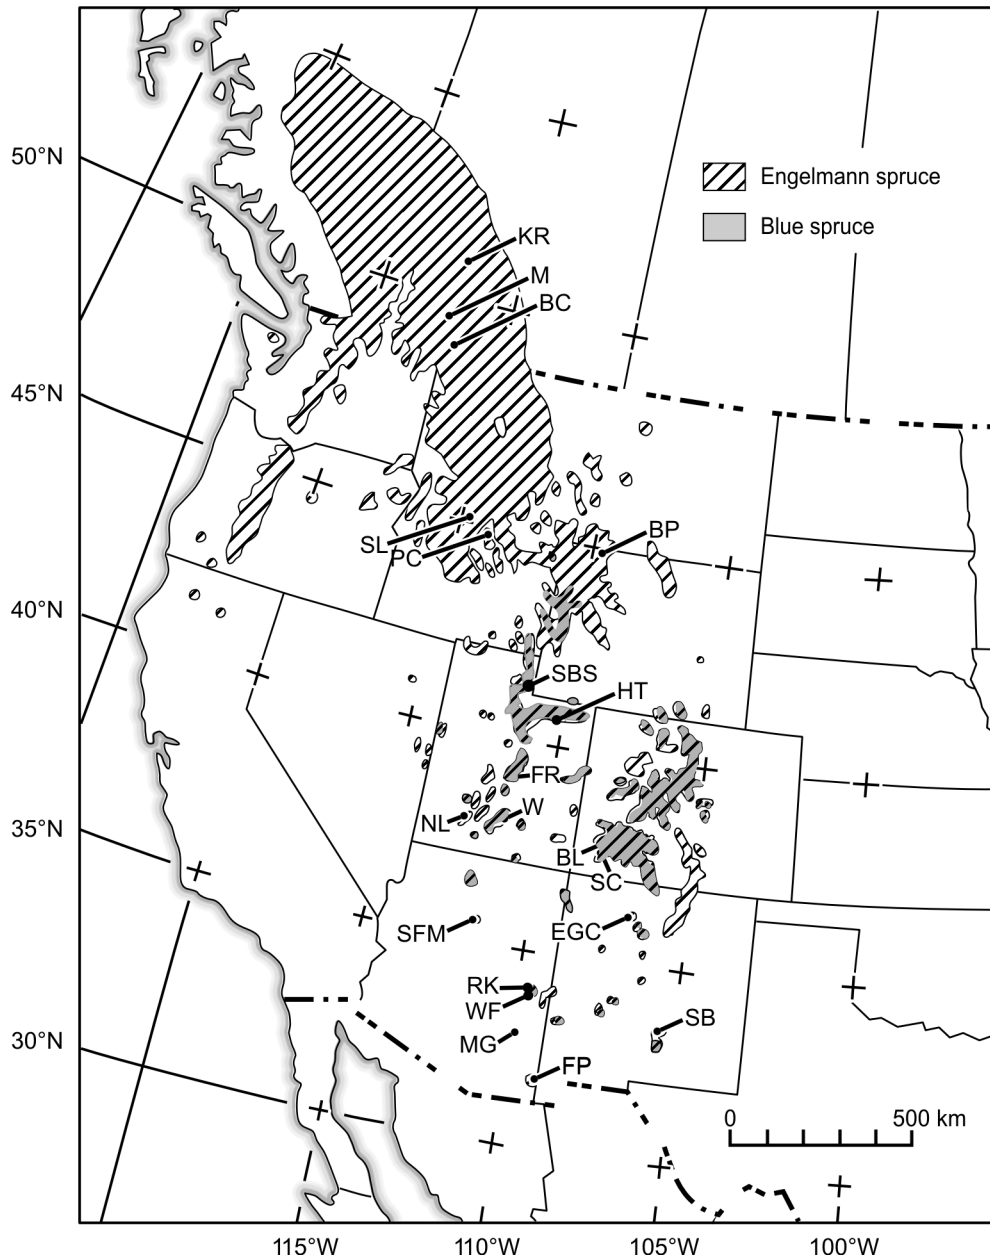 50°N
Engelmann spruce
Blue spruce
KR
M
BC
45°N
SL
PC
BP
40°N
SBS
HT
FR
W
NL
35°N
BL
SC
SFM
EGC
RK
WF
SB
MG
30°N
FP
0
500 km
115°W
110°W
105°W
100°W